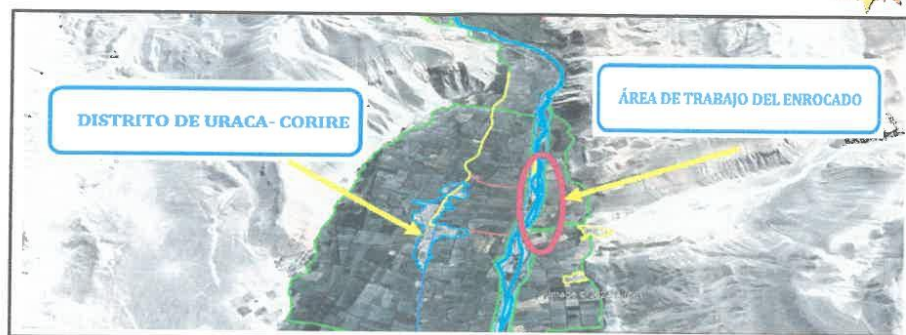 DISTRITO DE URACA- CORIRE
ÁREA DE TRABAJO DEL ENROCADO